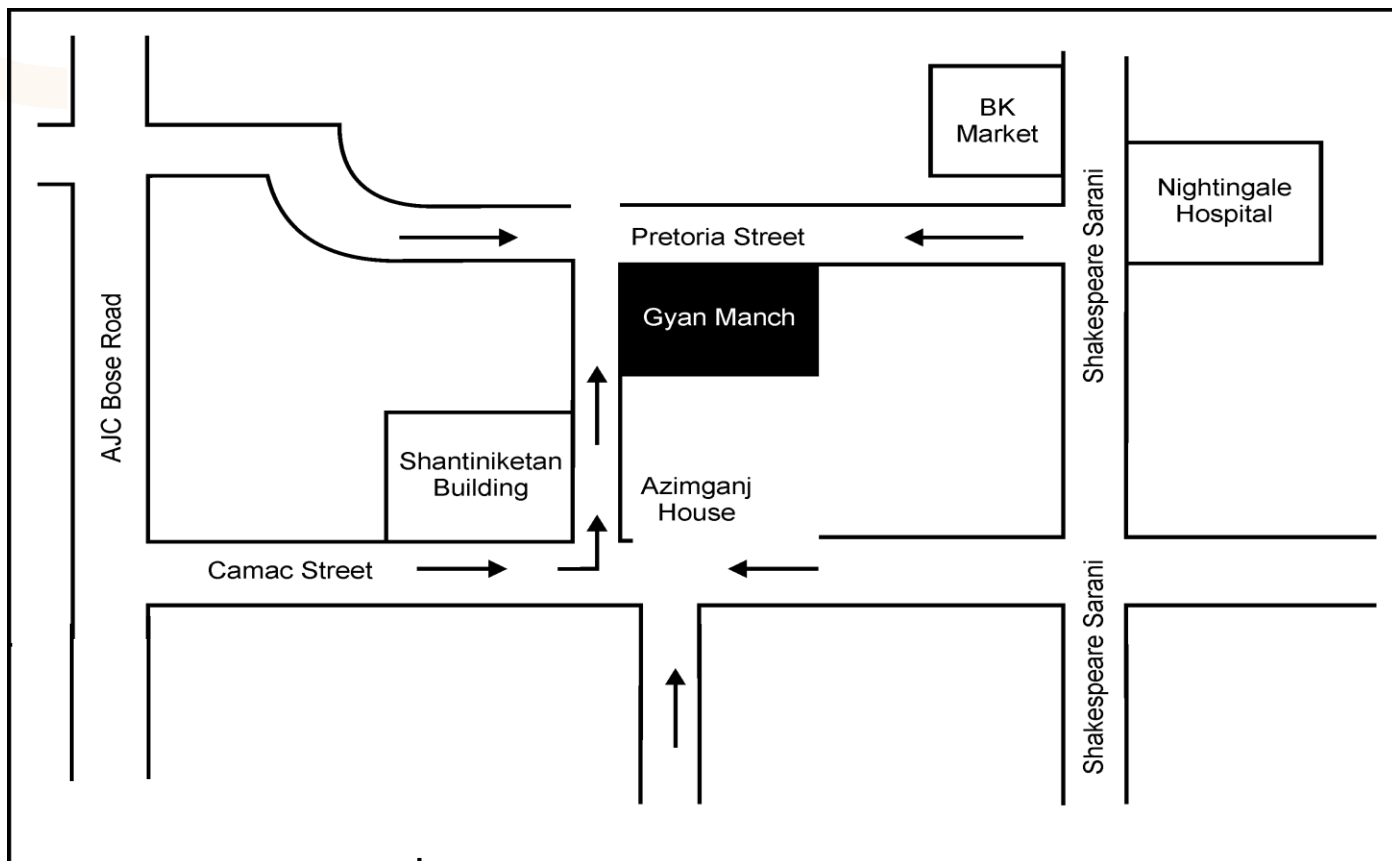 BK
Market
Nightingale
Hospital
Shakespeare Sarani
Pretoria Street
Gyan Manch
AJC Bose Road
Shantiniketan
Building
Azimganj
House
Camac Street
Shakespeare Sarani